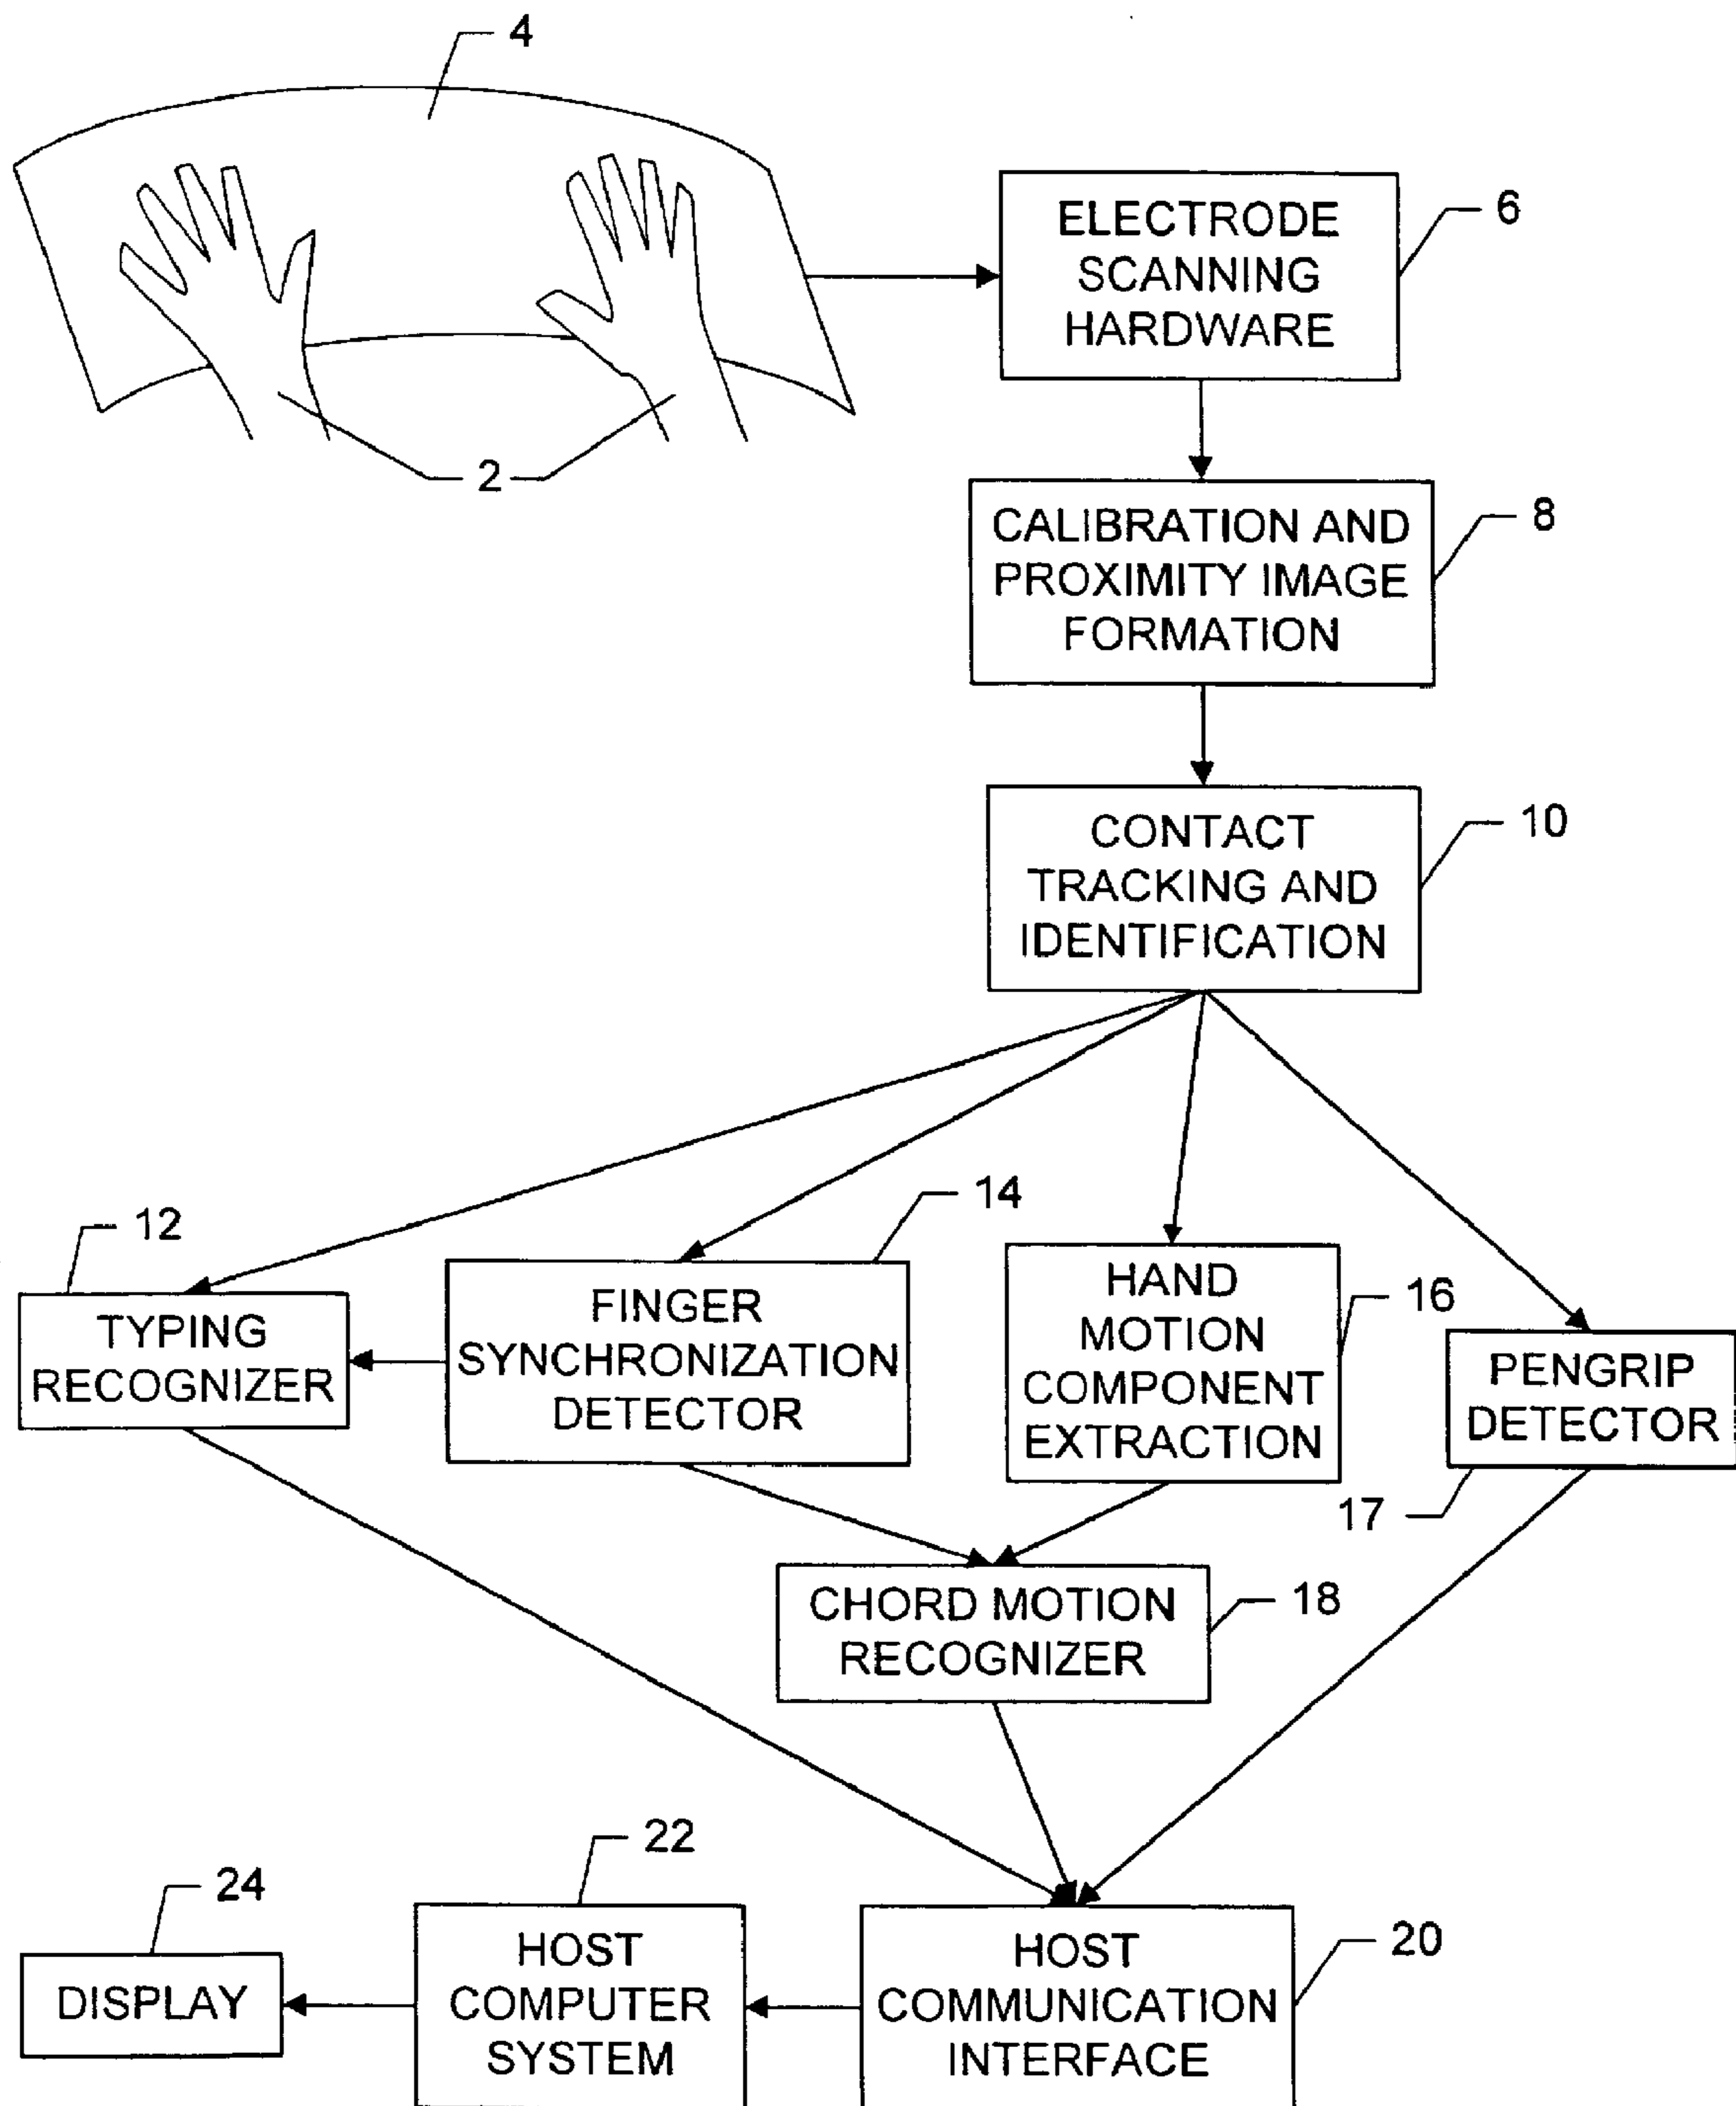 4
ELECTRODE
SCANNING
HARDWARE
6
2
CALIBRATION AND
PROXIMITY IMAGE
FORMATION
8
CONTACT
TRACKING AND
IDENTIFICATION
10
12
TYPING
RECOGNIZER
14
FINGER
SYNCHRONIZATION
DETECTOR
HAND
MOTION
COMPONENT
EXTRACTION
16
PENGRIP
DETECTOR
17
CHORD MOTION
RECOGNIZER
18
24
DISPLAY
22
HOST
COMPUTER
SYSTEM
HOST
COMMUNICATION
INTERFACE
20